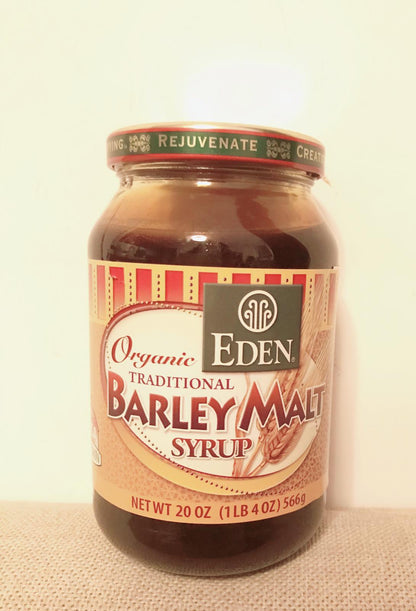 REJUVENATE
EDEN®
Organic
TRADITIONAL
BARLEY MALT
SYRUP
NET WT 20 OZ (1 LB 4 OZ) 566g